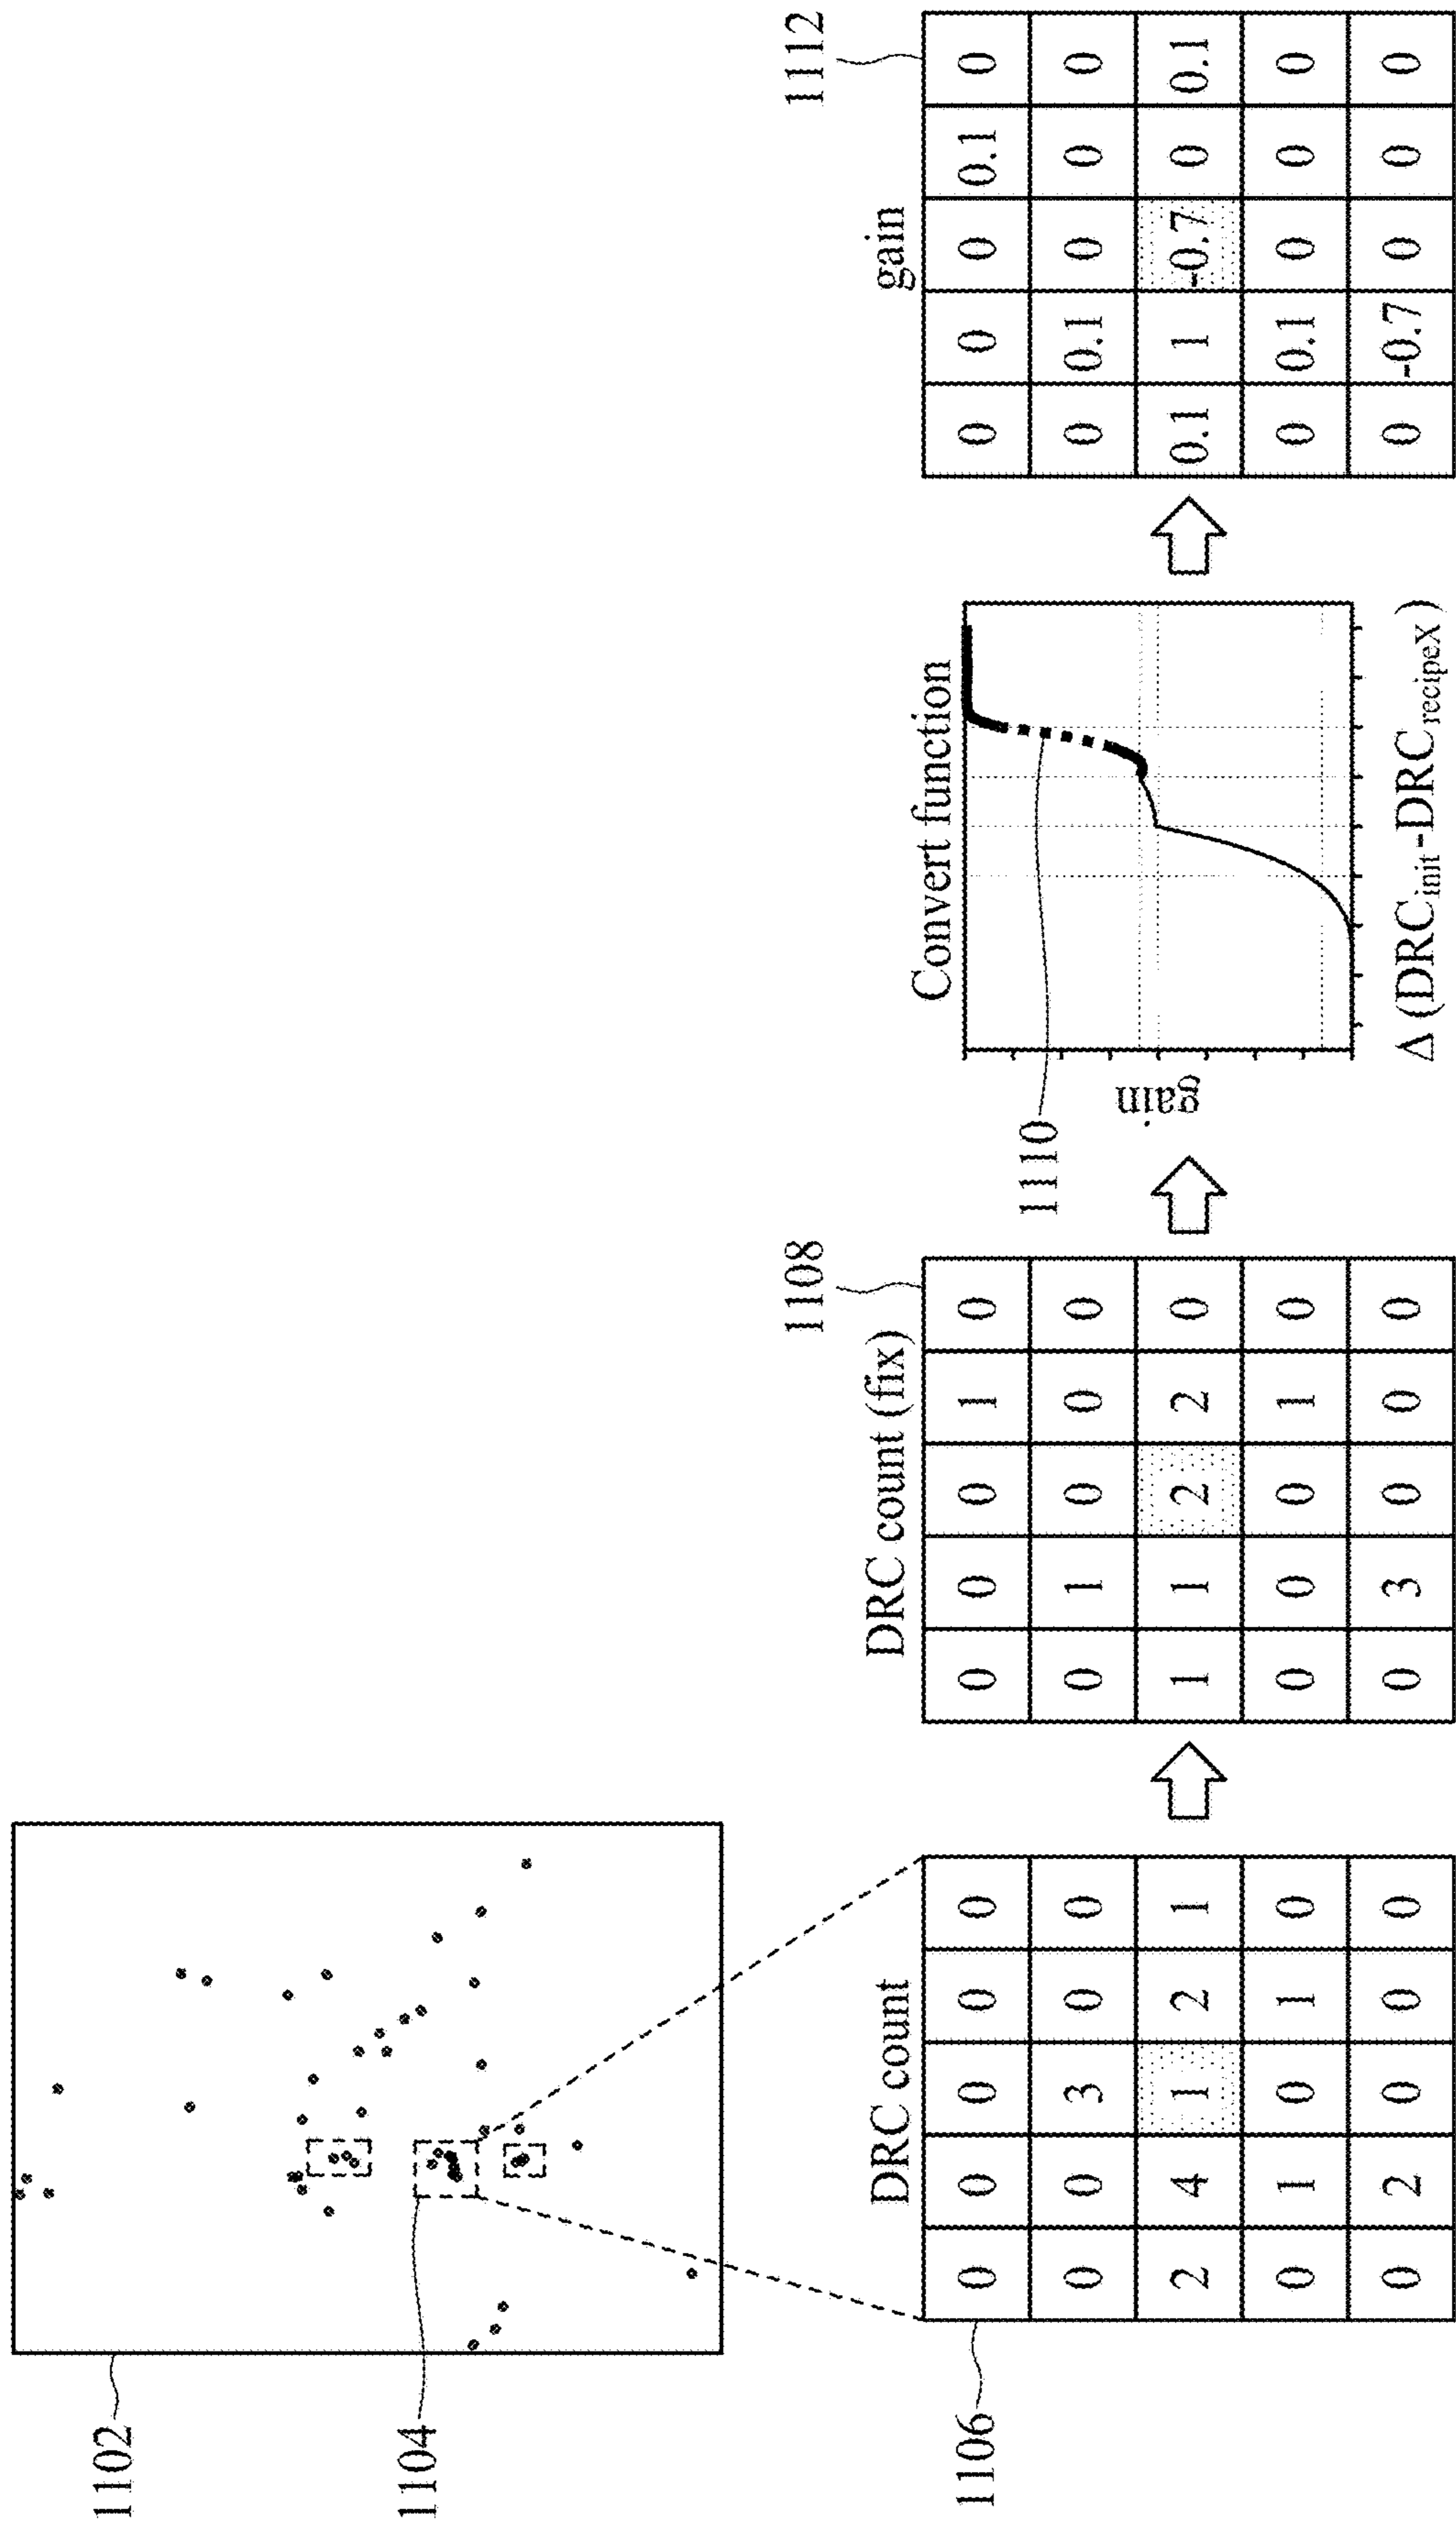 1102
1104
1106
DRC count
0 0 0 0 0
0 0 3 0 0
2 4 1 2 1
0 1 0 1 0
0 2 0 0 0
1108
DRC count (fix)
0 0 0 1 0
0 1 0 0 0
1 1 2 2 0
0 0 0 1 0
0 3 0 0 0
Convert function
1110
gain
Δ (DRCinit-DRCrecipeX)
1112
gain
0 0 0 0.1 0
0 0.1 0 0 0
0.1 1 -0.7 0 0.1
0 0.1 0 0 0
0 -0.7 0 0 0